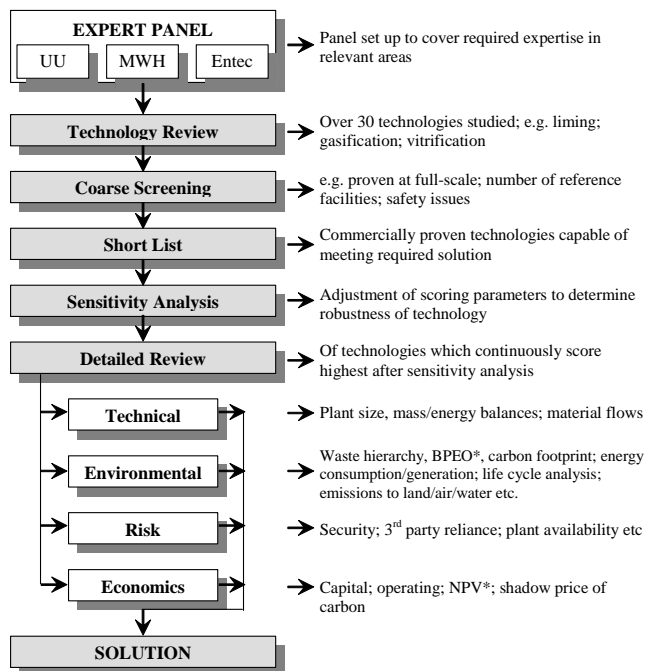 EXPERT PANEL
UU MWH Entec
Panel set up to cover required expertise in
relevant areas
Technology Review
Over 30 technologies studied; e.g. liming;
gasification; vitrification
Coarse Screening
e.g. proven at full-scale; number of reference
facilities; safety issues
Short List
Commercially proven technologies capable of
meeting required solution
Sensitivity Analysis
Adjustment of scoring parameters to determine
robustness of technology
Detailed Review
Of technologies which continuously score
highest after sensitivity analysis
Technical
Plant size, mass/energy balances; material flows
Environmental
Waste hierarchy, BPEO*, carbon footprint; energy
consumption/generation; life cycle analysis;
emissions to land/air/water etc.
Risk
Security; 3rd party reliance; plant availability etc
Economics
Capital; operating; NPV*; shadow price of
carbon
SOLUTION